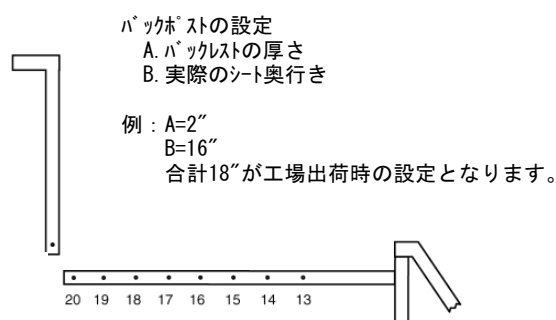 ﾊﾞｯｸﾎﾟｽﾄの設定
A. ﾊﾞｯｸﾚｽﾄの厚さ
B. 実際のｼｰﾄ奥行き
例：A=2″
B=16″
合計18″が工場出荷時の設定となります。
20 19 18 17 16 15 14 13